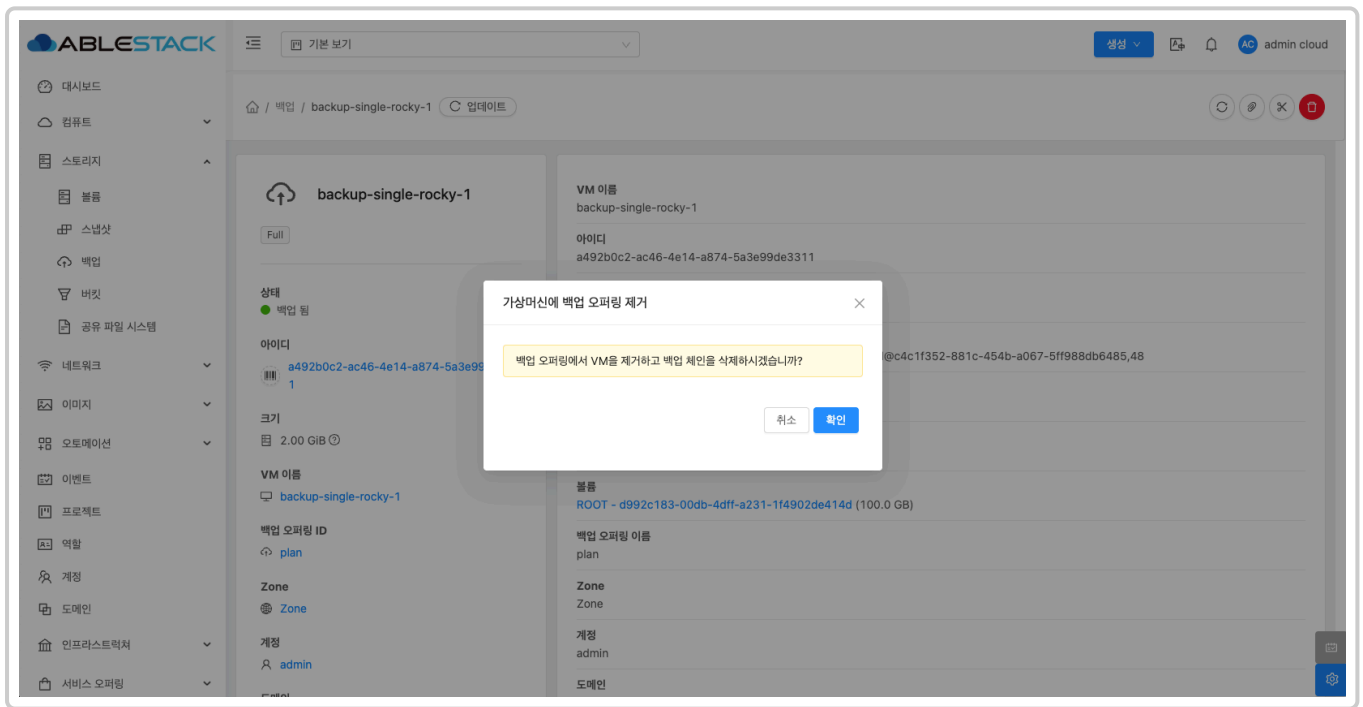 ABLESTACK
기본 보기
생성
AC
admin cloud
대시보드
컴퓨트
스토리지
볼륨
스냅샷
백업
버킷
공유 파일 시스템
네트워크
이미지
오토메이션
이벤트
프로젝트
역할
계정
도메인
인프라스트럭쳐
서비스 오퍼링
/ 백업 / backup-single-rocky-1
업데이트
backup-single-rocky-1
Full
상태
백업 됨
아이디
a492b0c2-ac46-4e14-a874-5a3e99
1
크기
2.00 GiB
VM 이름
backup-single-rocky-1
백업 오퍼링 ID
plan
Zone
Zone
계정
admin
VM 이름
backup-single-rocky-1
아이디
a492b0c2-ac46-4e14-a874-5a3e99de3311
@c4c1f352-881c-454b-a067-5ff988db6485,48
볼륨
ROOT - d992c183-00db-4dff-a231-1f4902de414d (100.0 GB)
백업 오퍼링 이름
plan
Zone
Zone
계정
admin
도메인
가상머신에 백업 오퍼링 제거
백업 오퍼링에서 VM을 제거하고 백업 체인을 삭제하시겠습니까?
취소
확인